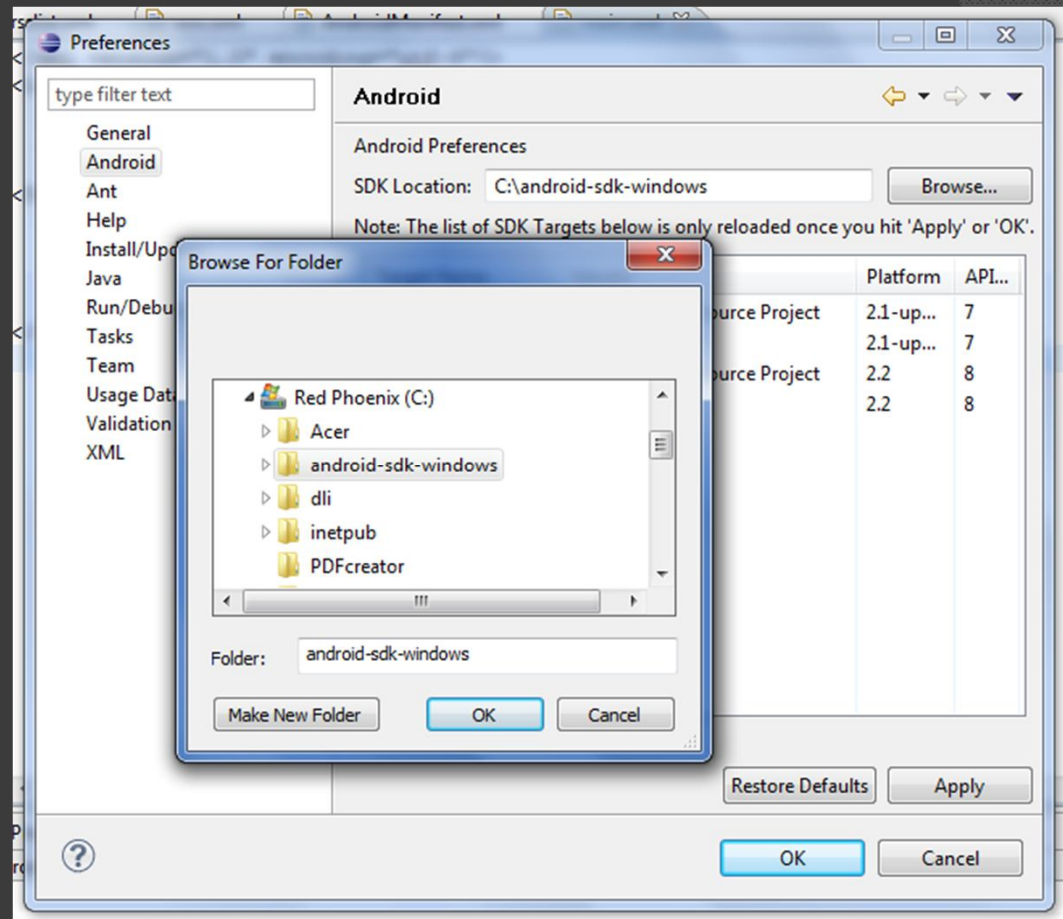 Preferences
type filter text
General
Android
Ant
Help
Install/Upd
Java
Run/Debu
Tasks
Team
Usage Data
Validation
XML
Android
Android Preferences
SDK Location: C:\android-sdk-windows Browse...
Note: The list of SDK Targets below is only reloaded once you hit 'Apply' or 'OK'.
Platform API...
ource Project 2.1-up... 7
2.1-up... 7
ource Project 2.2 8
2.2 8
Browse For Folder
Red Phoenix (C:)
Acer
android-sdk-windows
dli
inetpub
PDFcreator
Folder: android-sdk-windows
Make New Folder OK Cancel
Restore Defaults Apply
OK Cancel